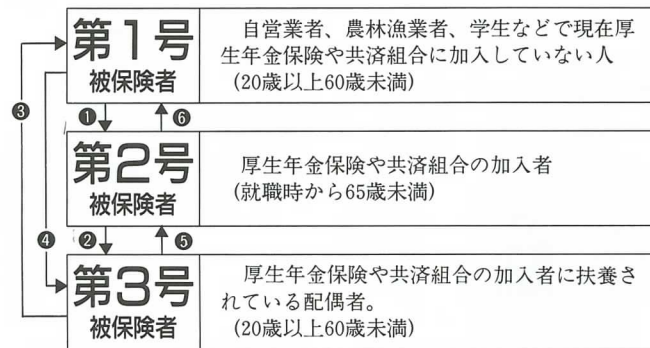 第1号
被保険者
自営業者、農林漁業者、学生などで現在厚
生年金保険や共済組合に加入していない人
(20歳以上60歳未満)
❸
❶
❻
第2号
被保険者
厚生年金保険や共済組合の加入者
(就職時から65歳未満)
❹
❷
❺
第3号
被保険者
厚生年金保険や共済組合の加入者に扶養さ
れている配偶者。
(20歳以上60歳未満)